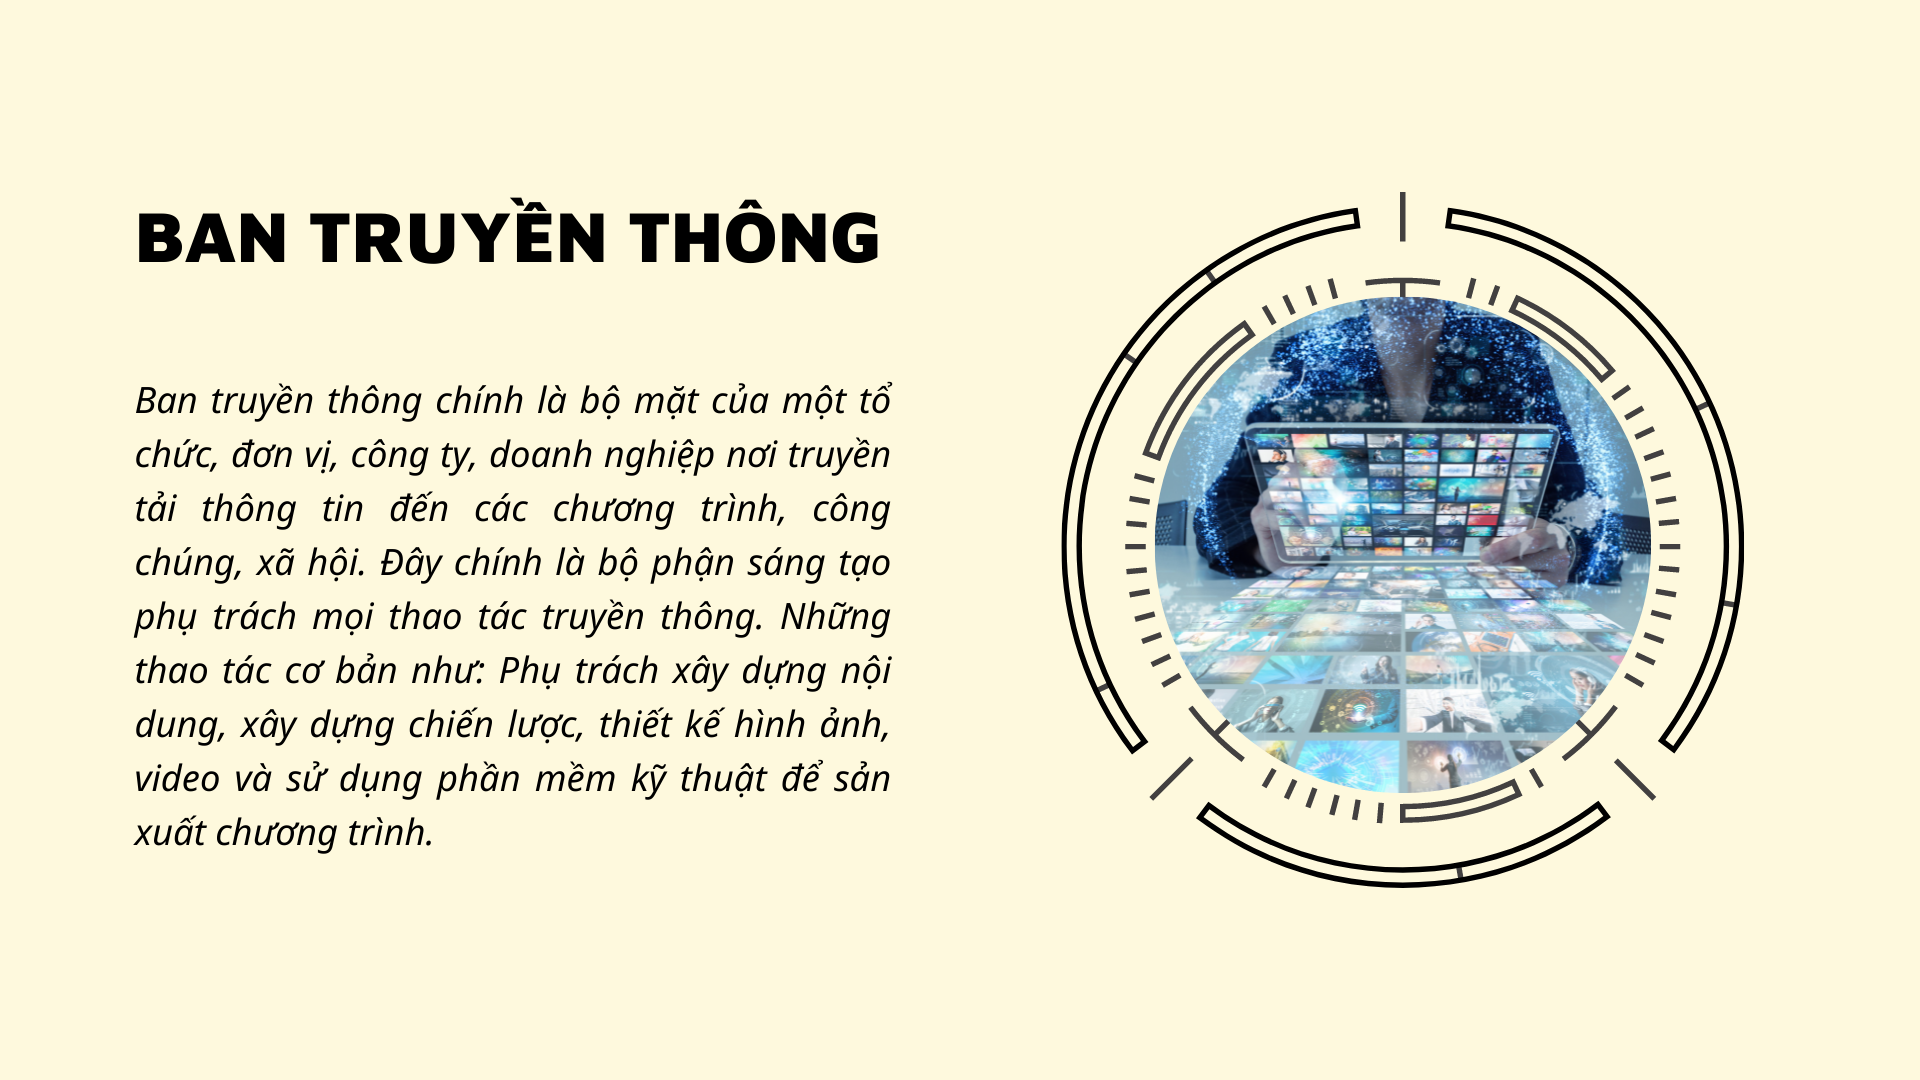 BAN TRUYỀN THÔNG
Ban truyền thông chính là bộ mặt của một tổ
chức, đơn vị, công ty, doanh nghiệp nơi truyền
tải thông tin đến các chương trình, công
chúng, xã hội. Đây chính là bộ phận sáng tạo
phụ trách mọi thao tác truyền thông. Những
thao tác cơ bản như: Phụ trách xây dựng nội
dung, xây dựng chiến lược, thiết kế hình ảnh,
video và sử dụng phần mềm kỹ thuật để sản
xuất chương trình.